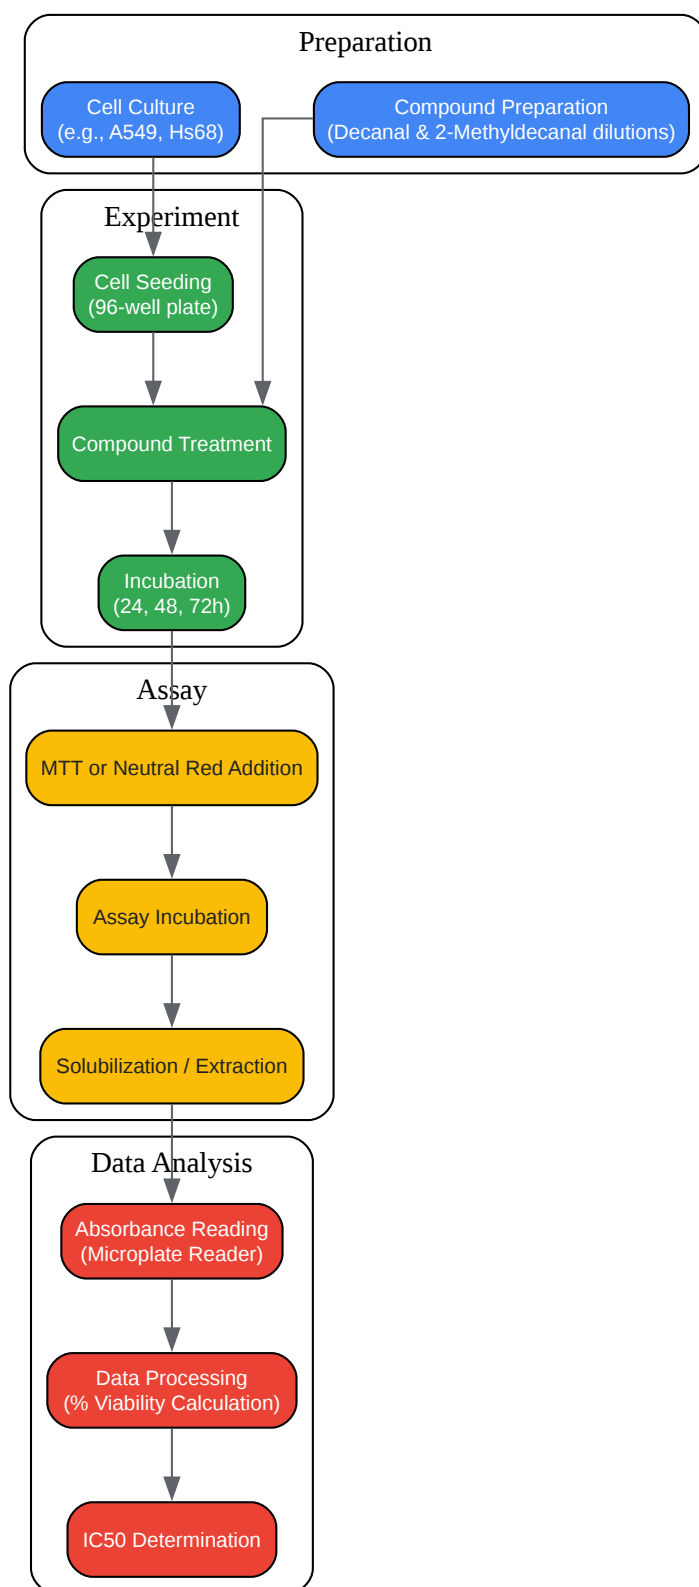 Preparation
Cell Culture
(e.g., A549, Hs68)
Compound Preparation
(Decanal & 2-Methyldecanal dilutions)
Experiment
Cell Seeding
(96-well plate)
Compound Treatment
Incubation
(24, 48, 72h)
Assay
MTT or Neutral Red Addition
Assay Incubation
Solubilization / Extraction
Data Analysis
Absorbance Reading
(Microplate Reader)
Data Processing
(% Viability Calculation)
IC50 Determination